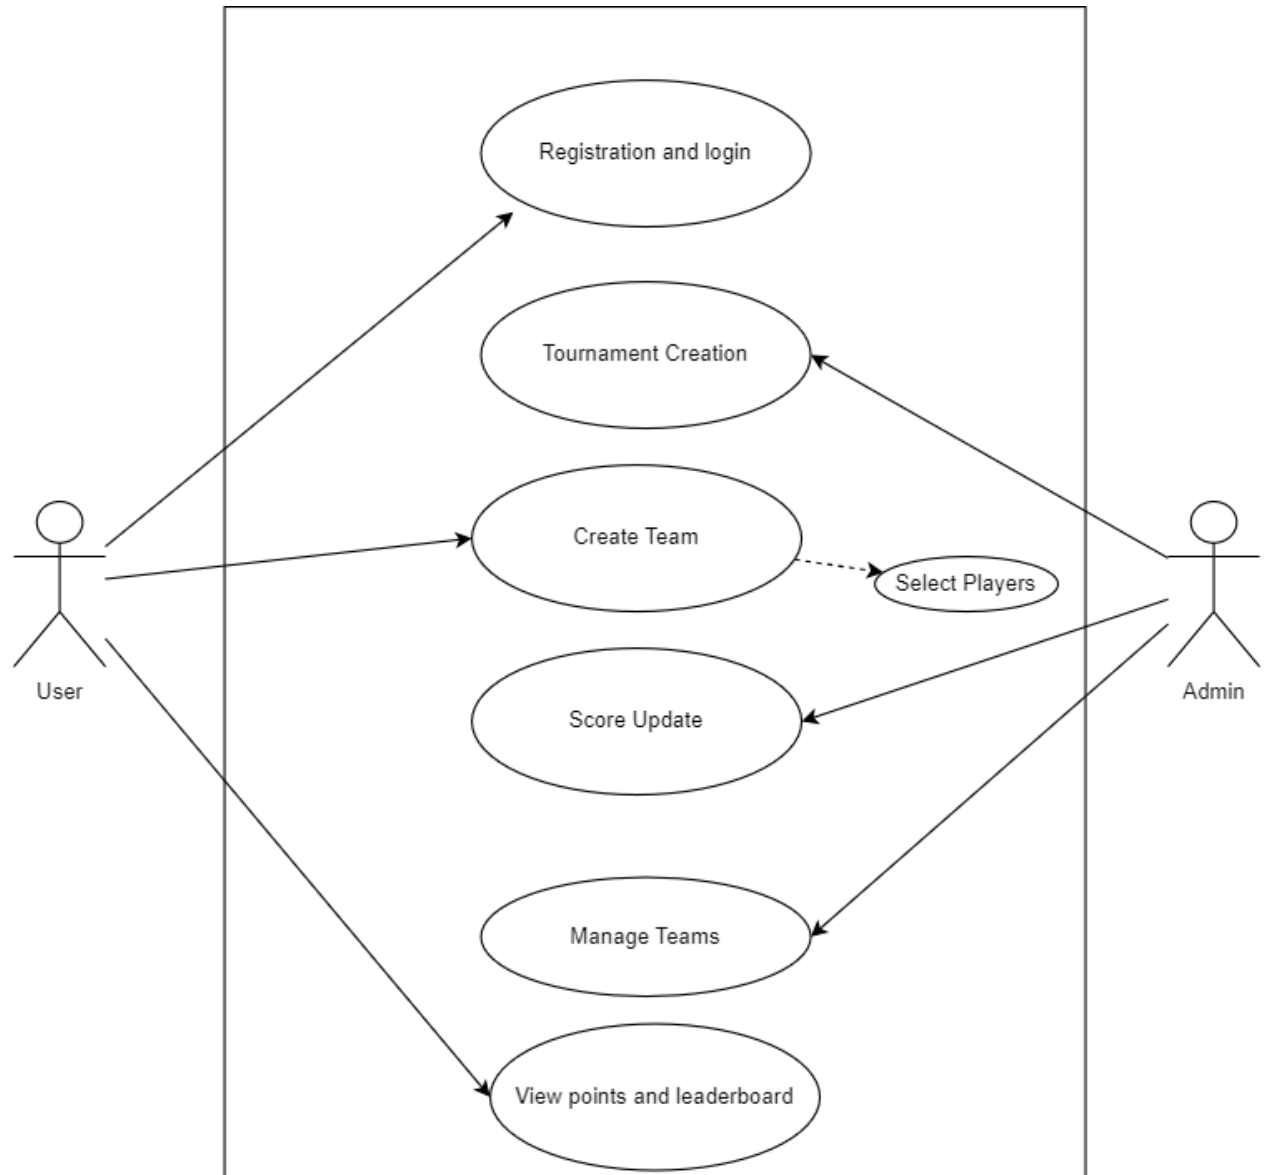 Registration and login
Tournament Creation
Create Team
Select Players
User
Admin
Score Update
Manage Teams
View points and leaderboard